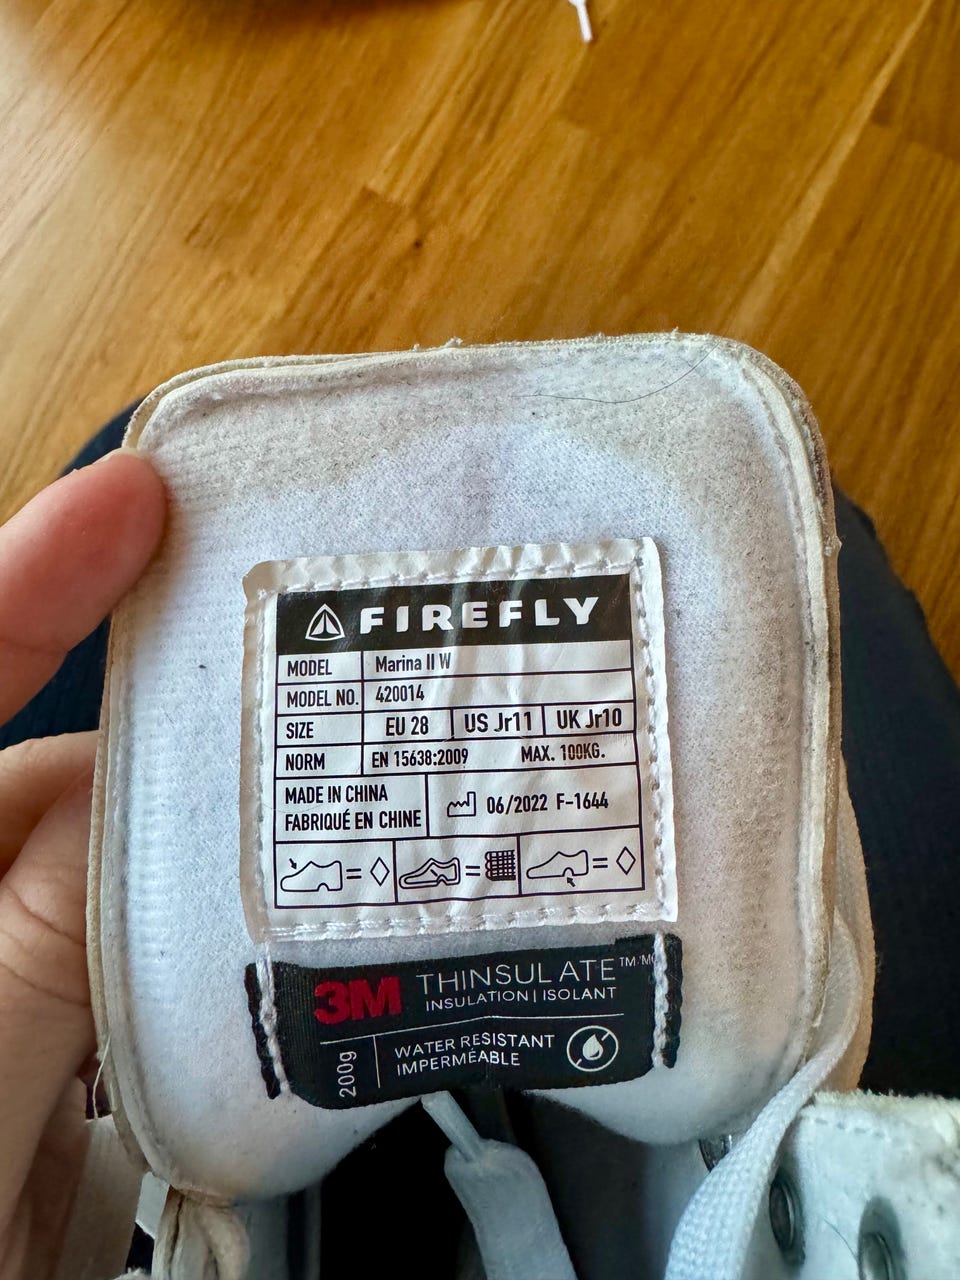 FIREFLY
MODEL Marina II W
MODEL NO. 420014
SIZE EU 28 US Jr11 UK Jr10
NORM EN 15638:2009 MAX. 100KG.
MADE IN CHINA
FABRIQUÉ EN CHINE
06/2022 F-1644
= = =
3M THINSULATE™'MC
INSULATION | ISOLANT
200g
WATER RESISTANT
IMPERMÉABLE